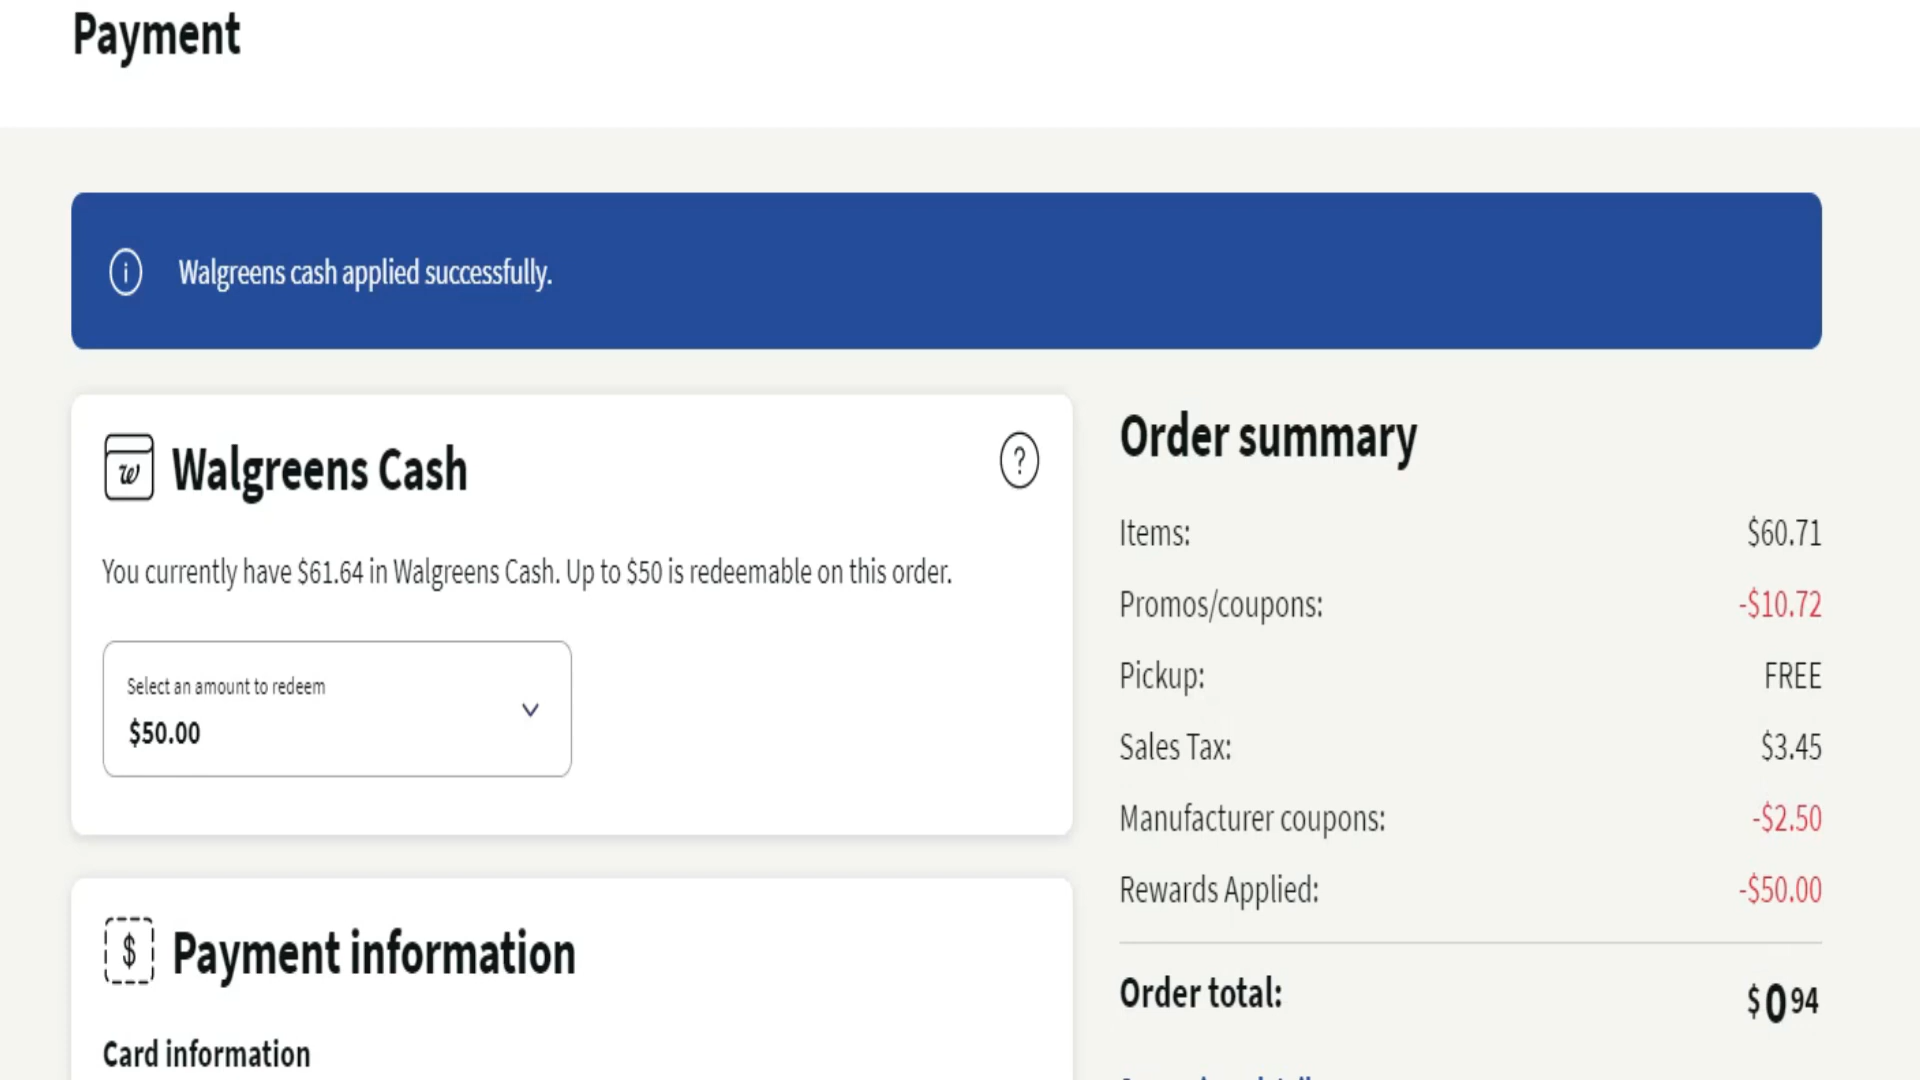 Payment
Walgreens cash applied successfully.
Walgreens Cash
You currently have $61.64 in Walgreens Cash. Up to $50 is redeemable on this order.
Select an amount to redeem
$50.00
Payment information
Card information
Order summary
Items: $60.71
Promos/coupons: -$10.72
Pickup: FREE
Sales Tax: $3.45
Manufacturer coupons: -$2.50
Rewards Applied: -$50.00
Order total: $0 94